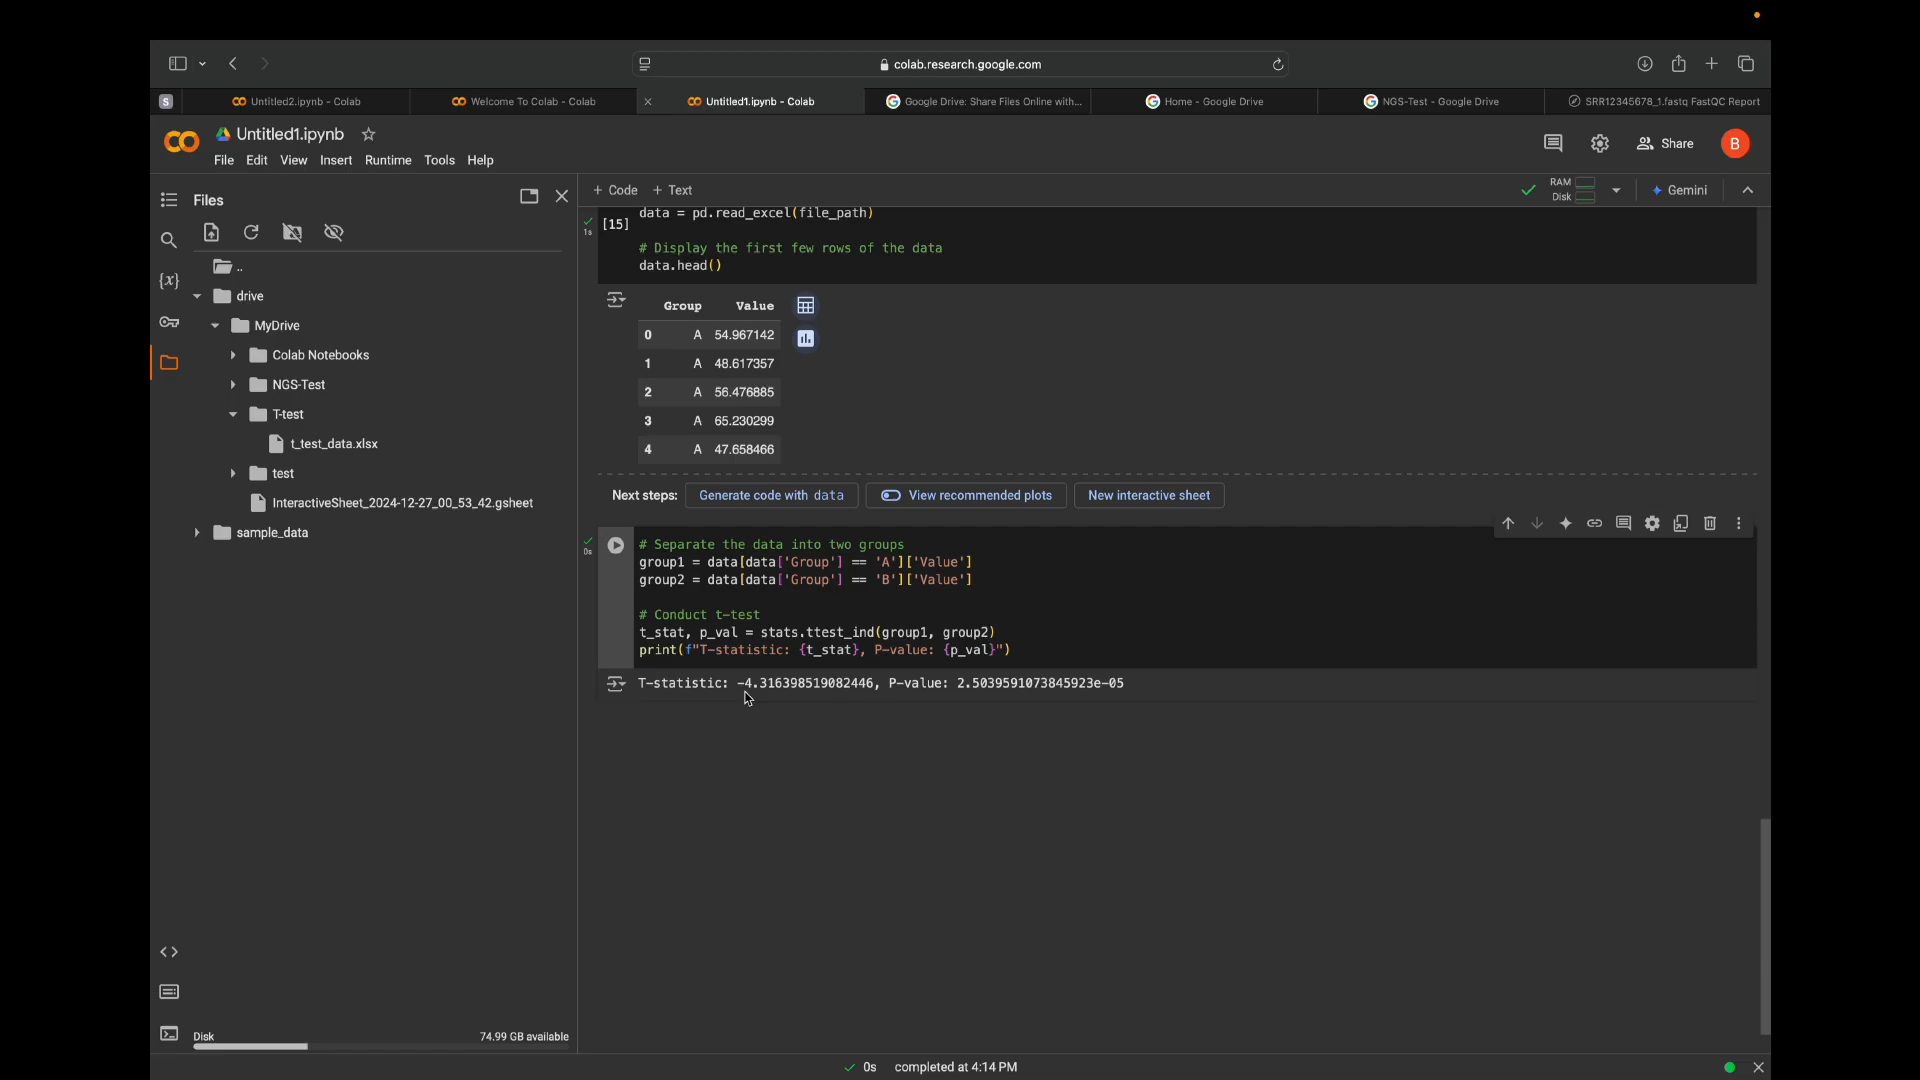 colab.research.google.com
S
Untitled2.ipynb - Colab
Welcome To Colab - Colab
Untitled1.ipynb - Colab
Google Drive: Share Files Online with...
Home - Google Drive
NGS-Test - Google Drive
SRR12345678_1.fastq FastQC Report
Untitled1.ipynb
File Edit View Insert Runtime Tools Help
Share
B
Files
+ Code + Text
RAM
Disk
Gemini
..
drive
MyDrive
Colab Notebooks
NGS-Test
T-test
t_test_data.xlsx
test
InteractiveSheet_2024-12-27_00_53_42.gsheet
sample_data
{x}
Disk
74.99 GB available
1s
[15]
data = pd.read_excel(file_path)
# Display the first few rows of the data
data.head()
Group Value
0 A 54.967142
1 A 48.617357
2 A 56.476885
3 A 65.230299
4 A 47.658466
Next steps: Generate code with data View recommended plots New interactive sheet
0s
# Separate the data into two groups
group1 = data[data['Group'] == 'A']['Value']
group2 = data[data['Group'] == 'B']['Value']
# Conduct t-test
t_stat, p_val = stats.ttest_ind(group1, group2)
print(f"T-statistic: {t_stat}, P-value: {p_val}")
T-statistic: -4.316398519082446, P-value: 2.5039591073845923e-05
0s completed at 4:14 PM